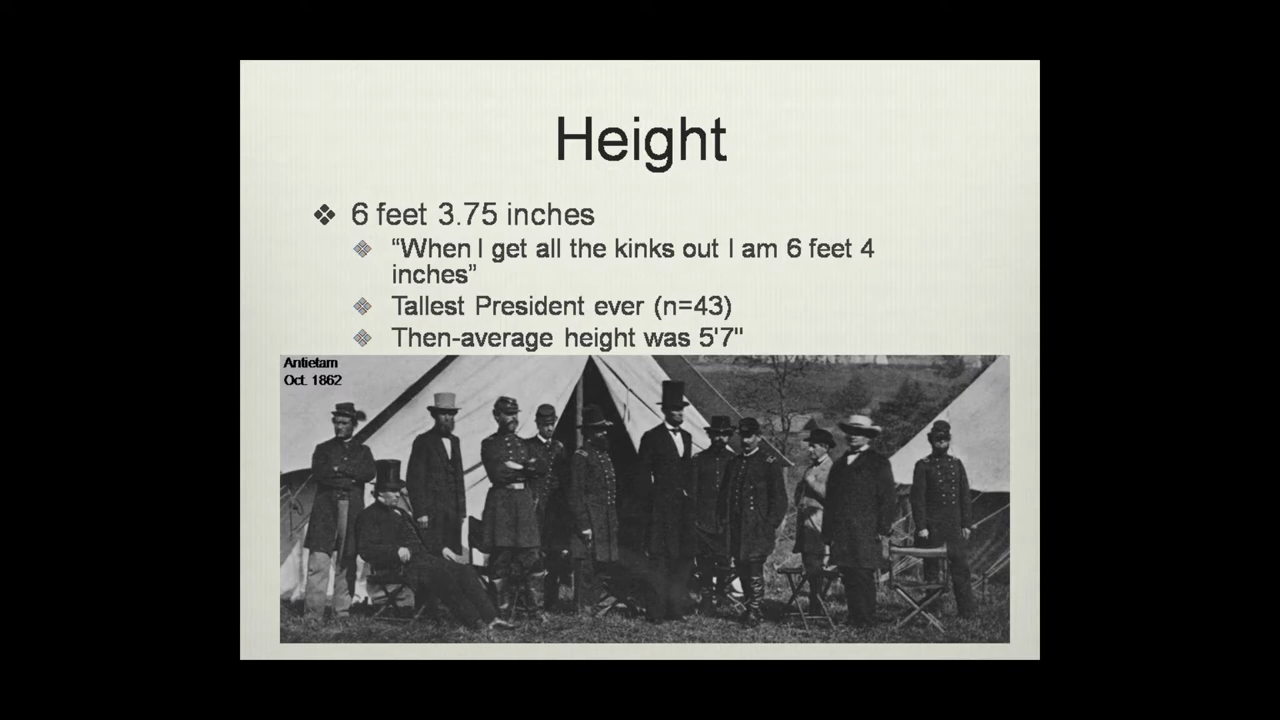 Height
6 feet 3.75 inches
“When I get all the kinks out I am 6 feet 4
inches”
Tallest President ever (n=43)
Then-average height was 5'7"
Antietam
Oct. 1862